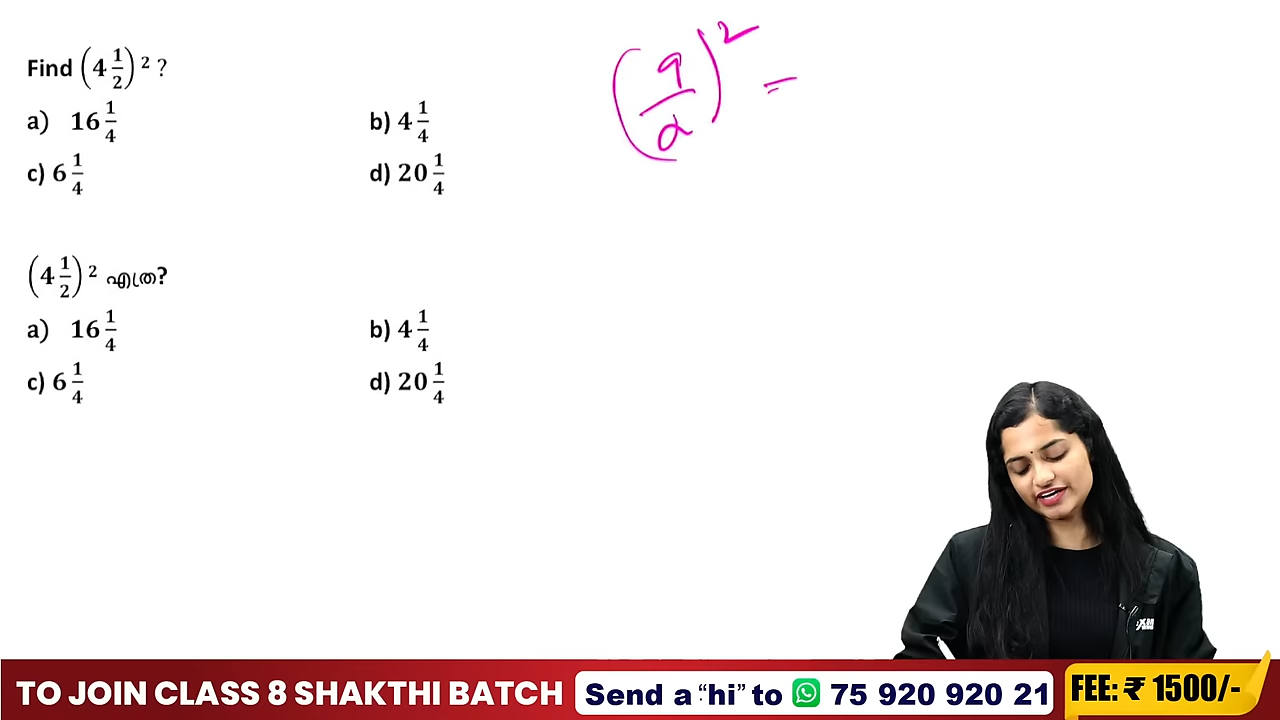 Find (4 1/2)² ?
a) 16 1/4 b) 4 1/4
c) 6 1/4 d) 20 1/4
(4 1/2)² എത്ര?
a) 16 1/4 b) 4 1/4
c) 6 1/4 d) 20 1/4
(9/2)² =
TO JOIN CLASS 8 SHAKTHI BATCH Send a “hi” to 75 920 920 21 FEE: ₹ 1500/-